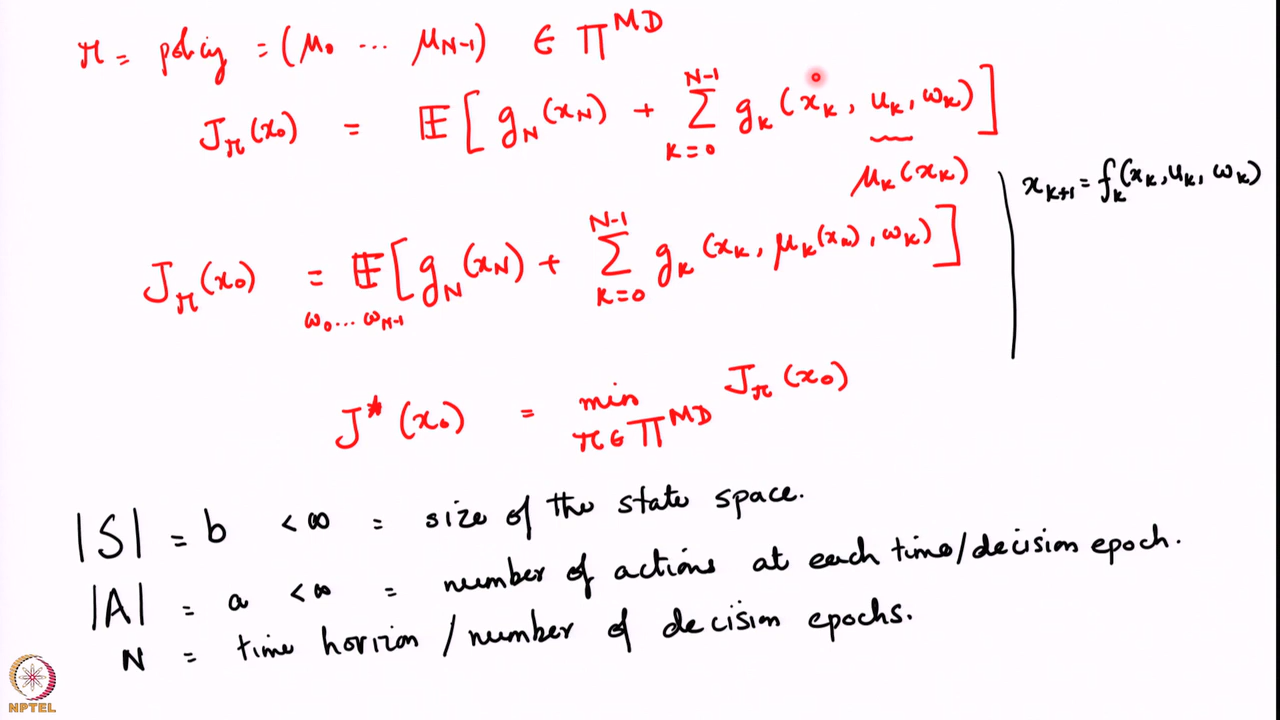 π = policy = (μ₀ ... μ_{N-1}) ∈ Π^{MD}
J_π(x₀) = 𝔼[ g_N(x_N) + ∑_{k=0}^{N-1} g_k(x_k, u_k, ω_k) ]
μ_k(x_k)
x_{k+1} = f_k(x_k, u_k, ω_k)
J_π(x₀) = 𝔼_{ω₀...ω_{N-1}}[ g_N(x_N) + ∑_{k=0}^{N-1} g_k(x_k, μ_k(x_k), ω_k) ]
J*(x₀) = min_{π∈Π^{MD}} J_π(x₀)
|S| = b < ∞ = size of the state space.
|A| = a < ∞ = number of actions at each time/decision epoch.
N = time horizon / number of decision epochs.
NPTEL